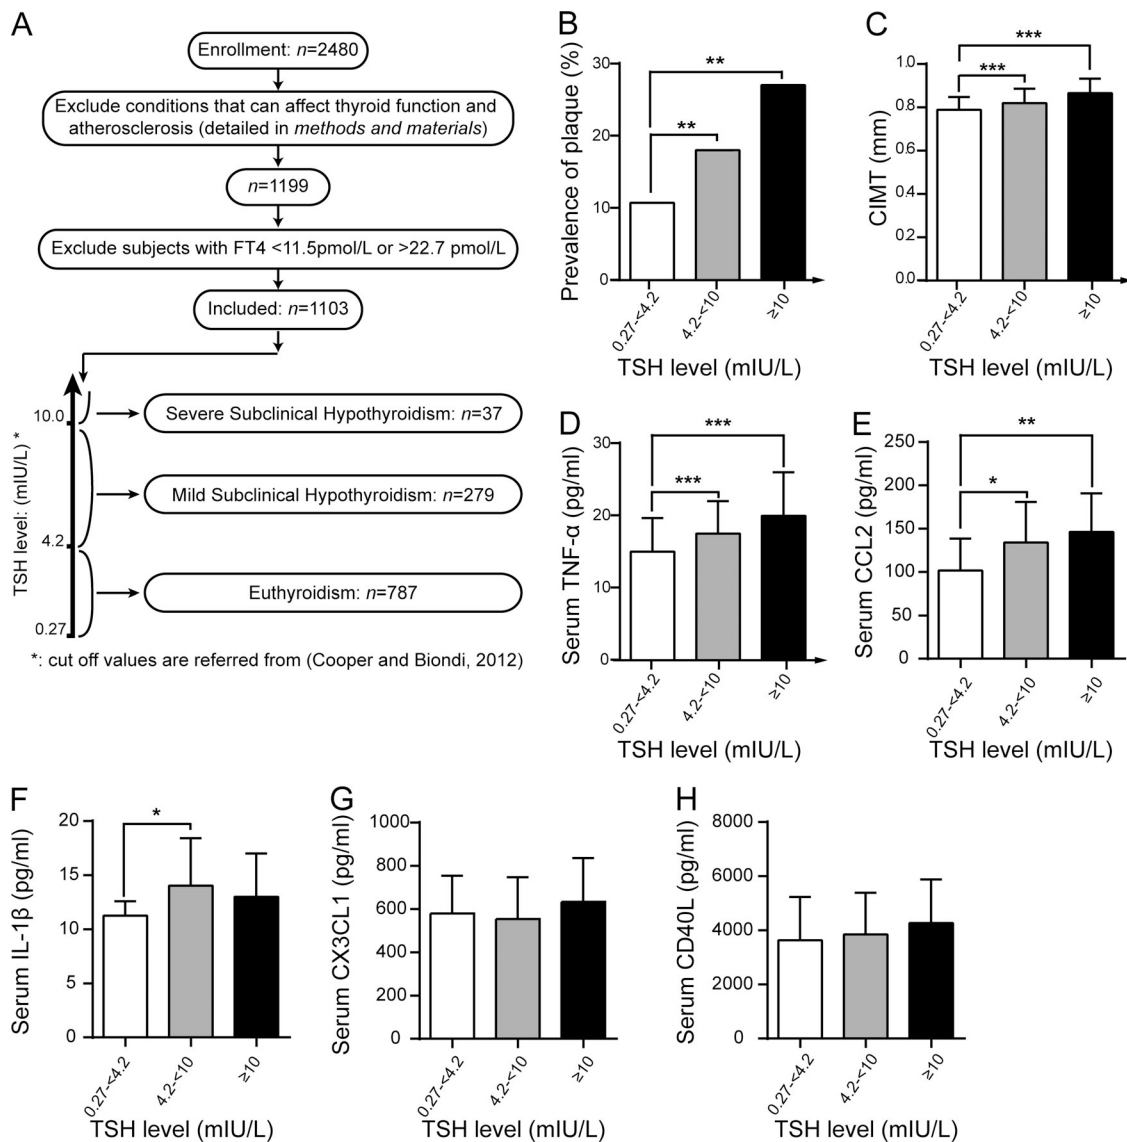 A
Enrollment: n=2480
Exclude conditions that can affect thyroid function and
atherosclerosis (detailed in methods and materials)
n=1199
Exclude subjects with FT4 <11.5pmol/L or >22.7 pmol/L
Included: n=1103
TSH level: (mIU/L) *
10.0
4.2
0.27
Severe Subclinical Hypothyroidism: n=37
Mild Subclinical Hypothyroidism: n=279
Euthyroidism: n=787
*: cut off values are referred from (Cooper and Biondi, 2012)
B
Prevalence of plaque (%)
30
20
10
0
**
**
0.27-<4.2
4.2-<10
≥10
TSH level (mIU/L)
C
CIMT (mm)
1.0
0.8
0.6
0.4
0.2
0.0
***
***
0.27-<4.2
4.2-<10
≥10
TSH level (mIU/L)
D
Serum TNF-α (pg/ml)
30
20
10
0
***
***
0.27-<4.2
4.2-<10
≥10
TSH level (mIU/L)
E
Serum CCL2 (pg/ml)
250
200
150
100
50
0
**
*
0.27-<4.2
4.2-<10
≥10
TSH level (mIU/L)
F
Serum IL-1β (pg/ml)
20
15
10
5
0
*
0.27-<4.2
4.2-<10
≥10
TSH level (mIU/L)
G
Serum CX3CL1 (pg/ml)
1000
800
600
400
200
0
0.27-<4.2
4.2-<10
≥10
TSH level (mIU/L)
H
Serum CD40L (pg/ml)
8000
6000
4000
2000
0
0.27-<4.2
4.2-<10
≥10
TSH level (mIU/L)